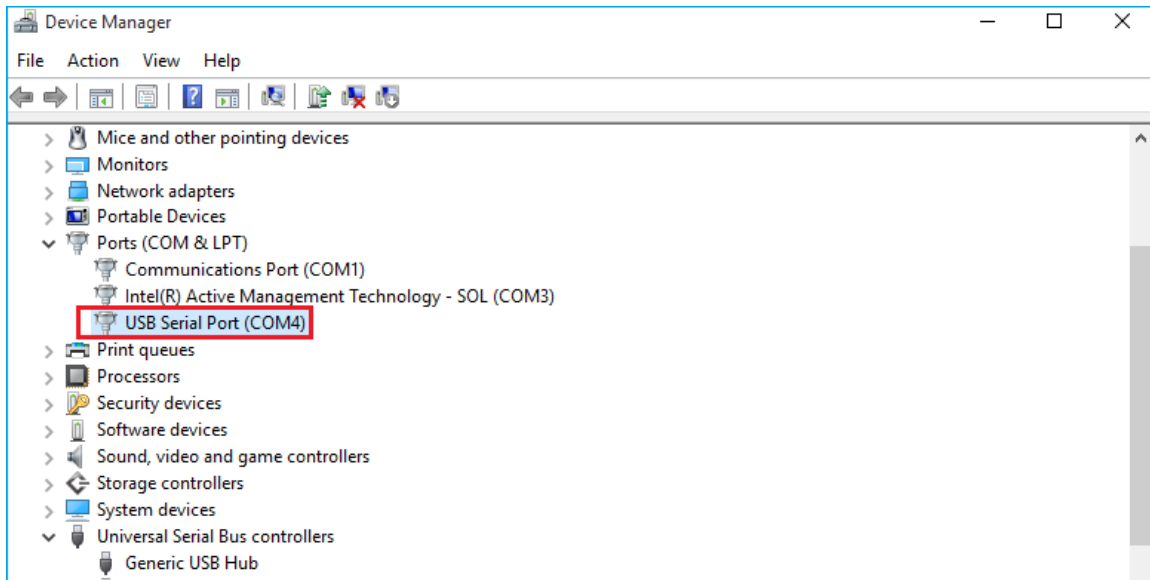 Device Manager
File Action View Help
Mice and other pointing devices
Monitors
Network adapters
Portable Devices
Ports (COM & LPT)
Communications Port (COM1)
Intel(R) Active Management Technology - SOL (COM3)
USB Serial Port (COM4)
Print queues
Processors
Security devices
Software devices
Sound, video and game controllers
Storage controllers
System devices
Universal Serial Bus controllers
Generic USB Hub